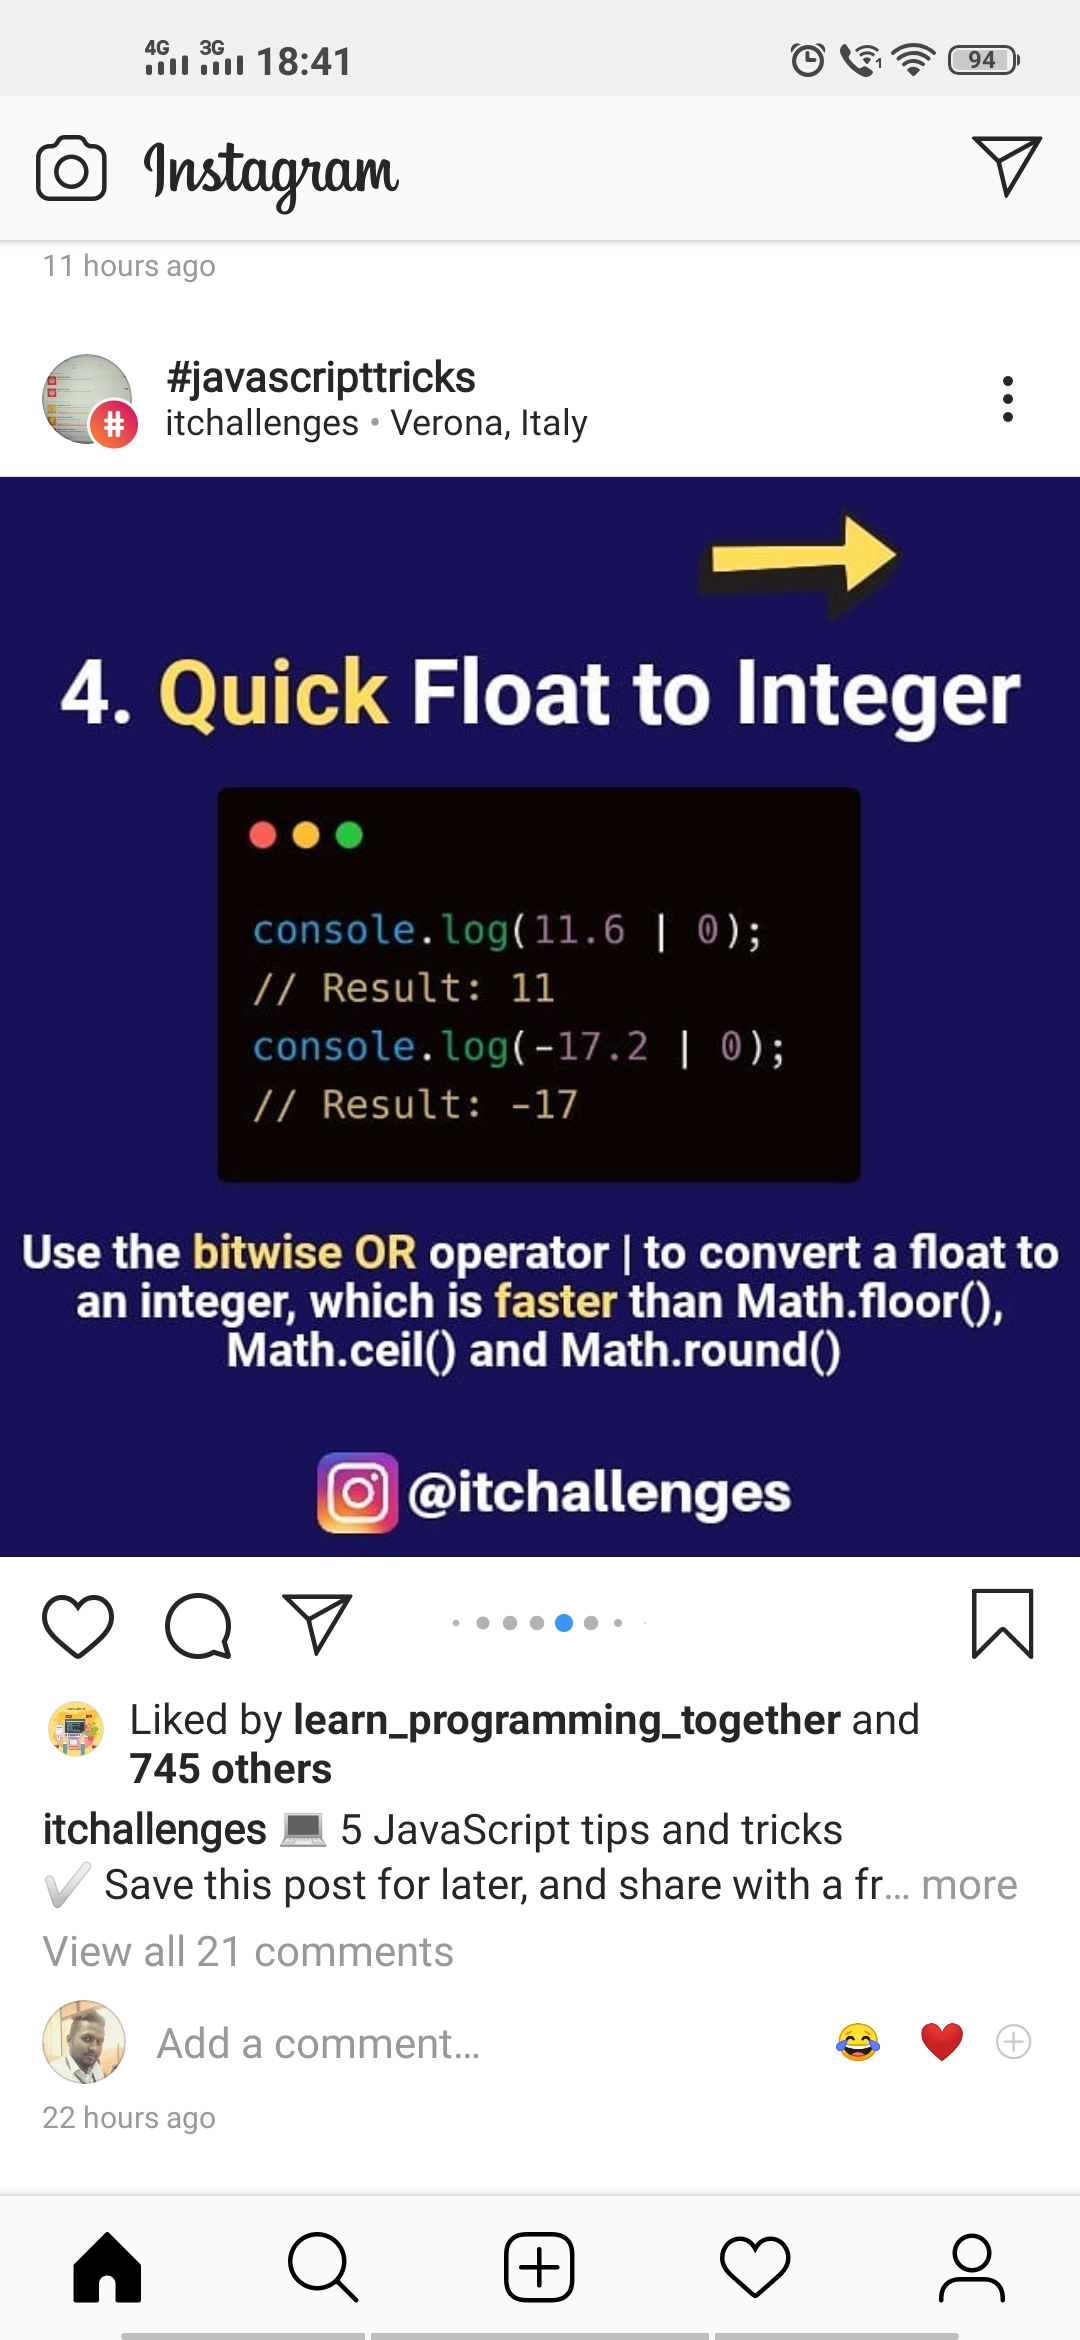 4G 3G 18:41 94
Instagram
11 hours ago
#javascripttricks
#
itchallenges • Verona, Italy
4. Quick Float to Integer
console.log(11.6 | 0);
// Result: 11
console.log(-17.2 | 0);
// Result: -17
Use the bitwise OR operator | to convert a float to
an integer, which is faster than Math.floor(),
Math.ceil() and Math.round()
@itchallenges
Liked by learn_programming_together and
745 others
itchallenges 💻 5 JavaScript tips and tricks
✔ Save this post for later, and share with a fr... more
View all 21 comments
Add a comment...
22 hours ago